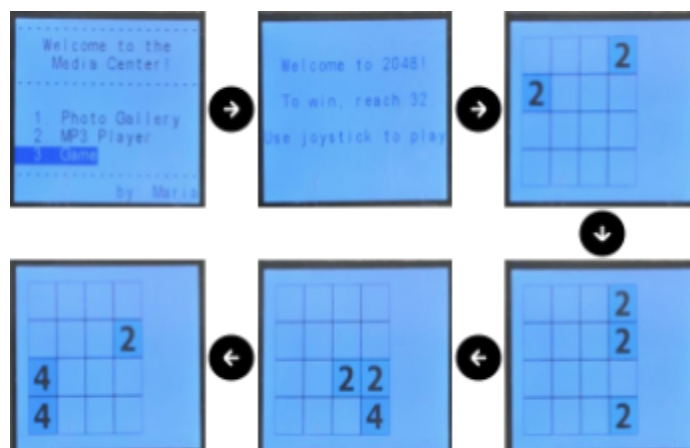 Welcome to the
Media Center!
1 Photo Gallery
2 MP3 Player
3 Game
by Maria
Welcome to 2048!
To win, reach 32
Use joystick to play
2
2
2
2
2
2 2
4
2
4
4